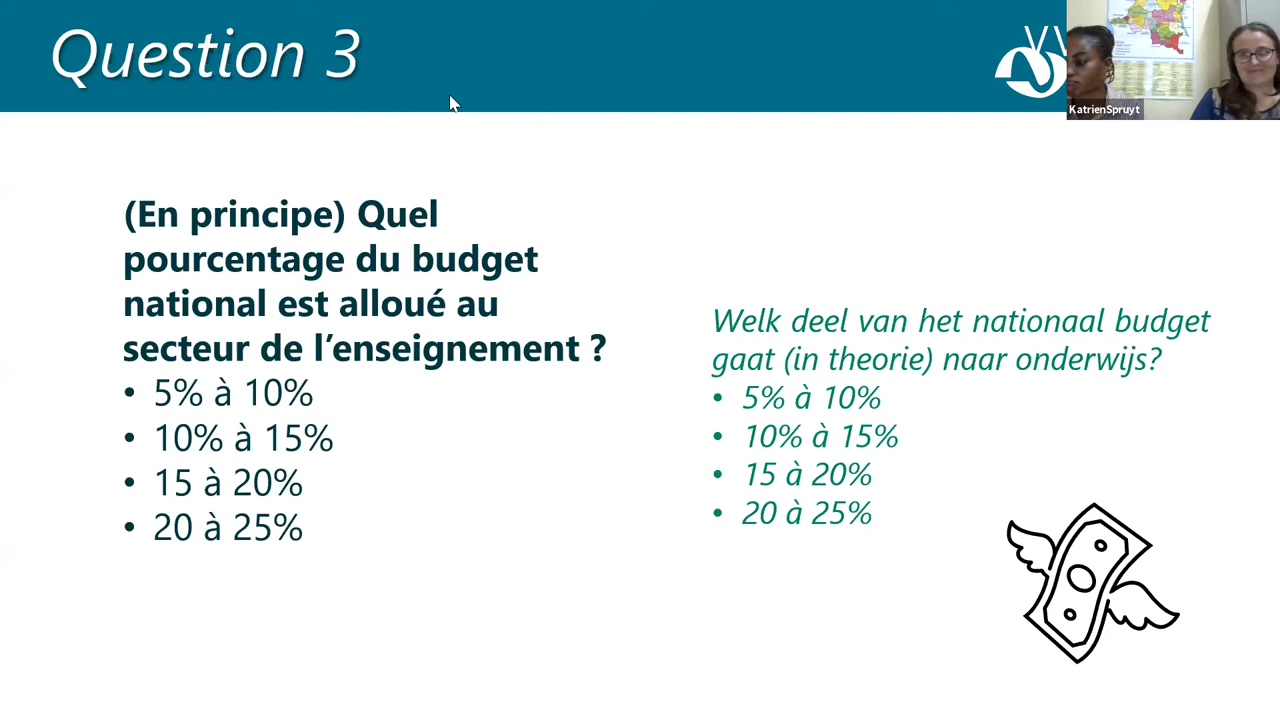 Question 3
KatrienSpruyt
(En principe) Quel
pourcentage du budget
national est alloué au
secteur de l’enseignement ?
• 5% à 10%
• 10% à 15%
• 15 à 20%
• 20 à 25%
Welk deel van het nationaal budget
gaat (in theorie) naar onderwijs?
• 5% à 10%
• 10% à 15%
• 15 à 20%
• 20 à 25%